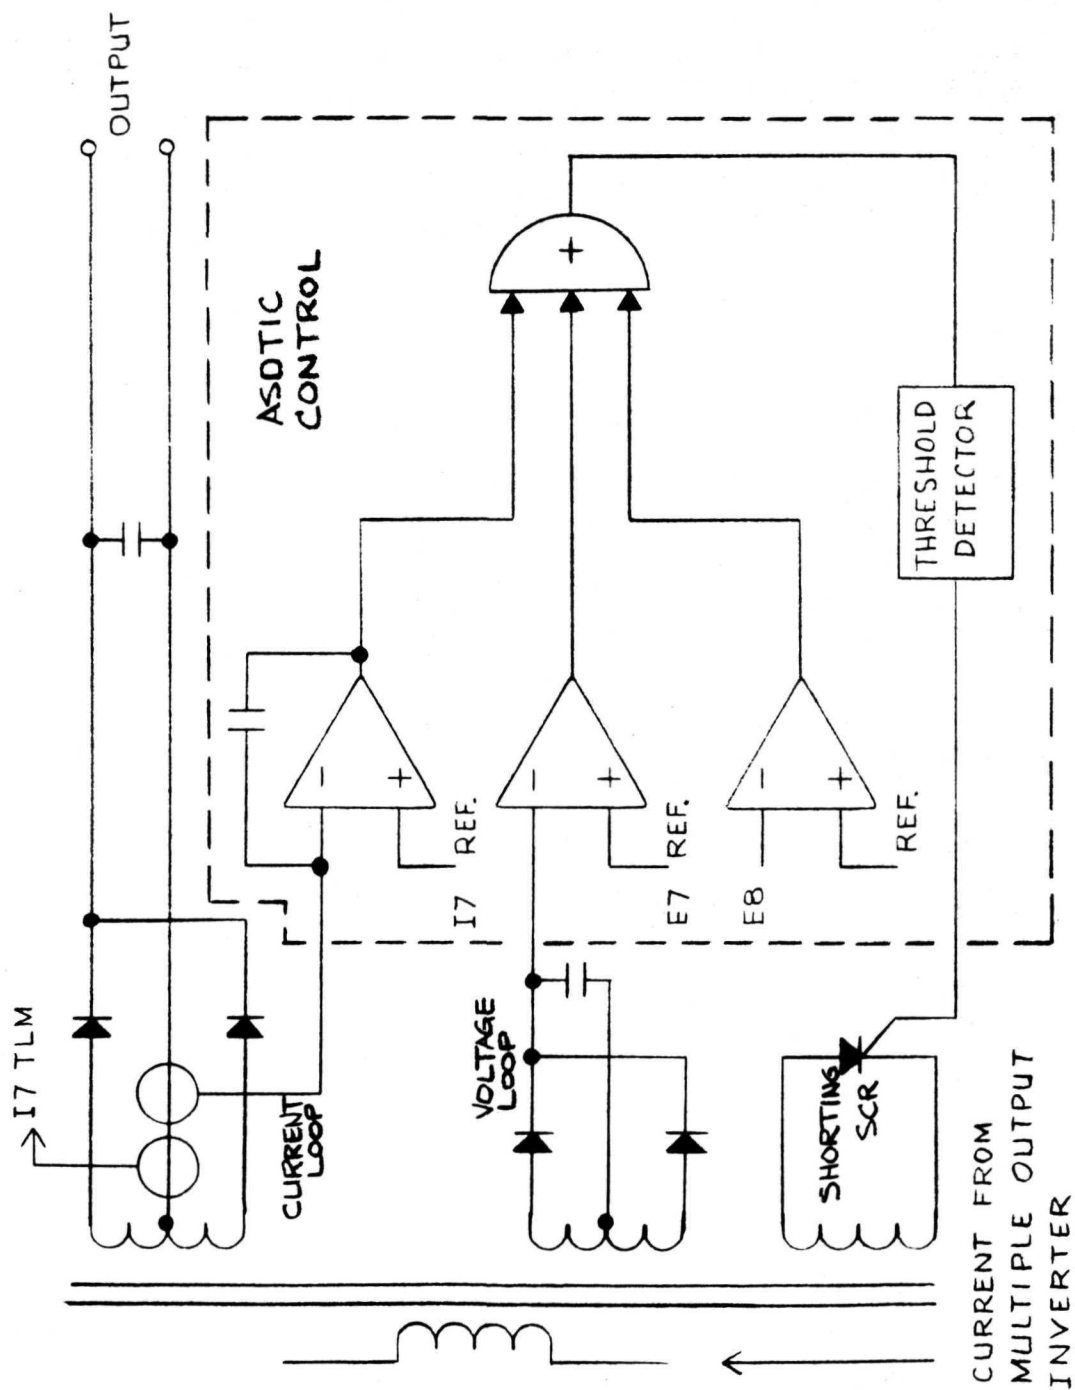 OUTPUT
I7 TLM
ASDTIC
CONTROL
+
CURRENT
LOOP
-
+
REF.
I7
VOLTAGE
LOOP
-
+
REF.
E7
-
+
E8
REF.
THRESHOLD
DETECTOR
SHORTING
SCR
CURRENT FROM
MULTIPLE OUTPUT
INVERTER